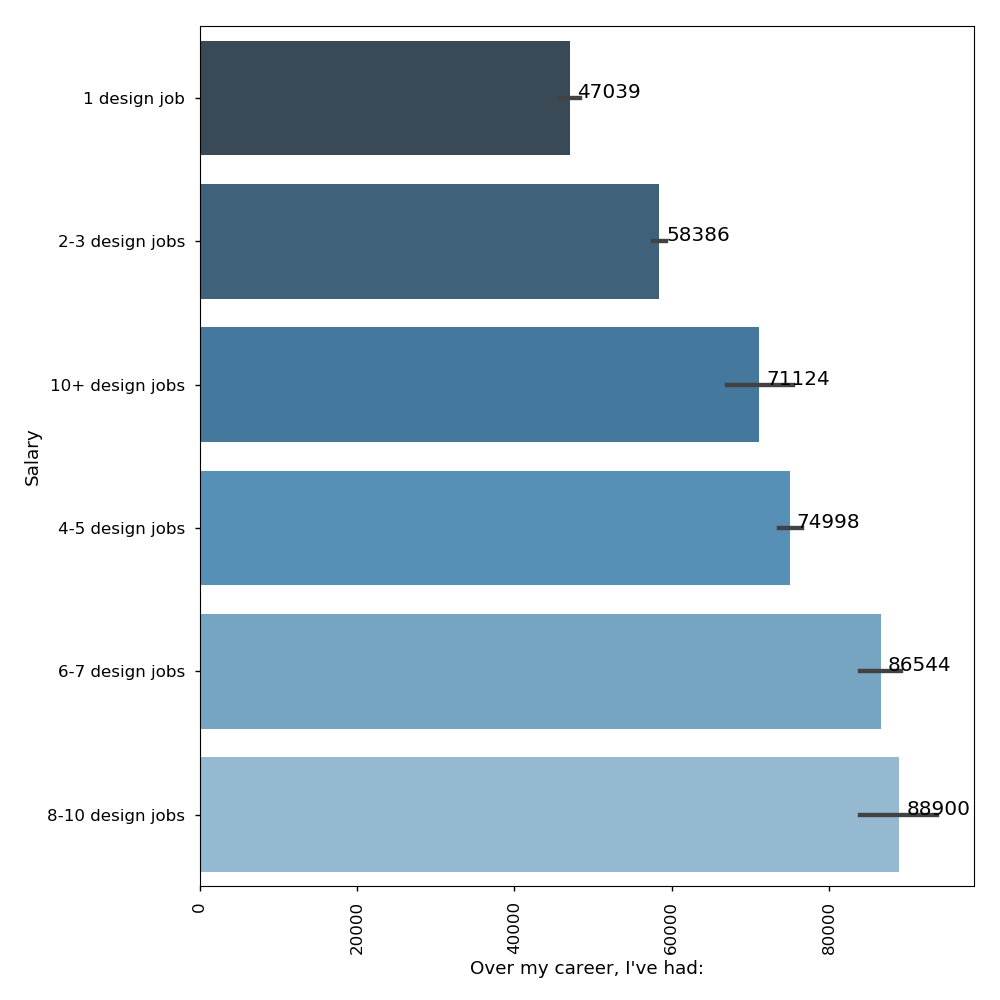 1 design job
47039
2-3 design jobs
58386
10+ design jobs
71124
Salary
4-5 design jobs
74998
6-7 design jobs
86544
8-10 design jobs
88900
0
20000
40000
60000
80000
Over my career, I've had: